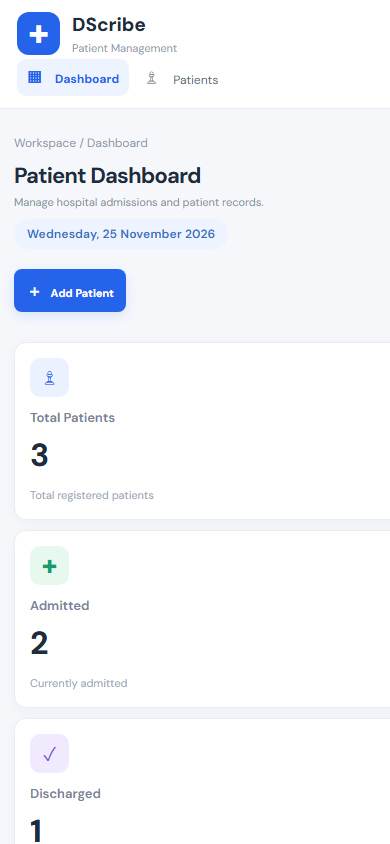 DScribe
Patient Management
Dashboard
Patients
Workspace / Dashboard
Patient Dashboard
Manage hospital admissions and patient records.
Wednesday, 25 November 2026
+ Add Patient
Total Patients
3
Total registered patients
Admitted
2
Currently admitted
Discharged
1